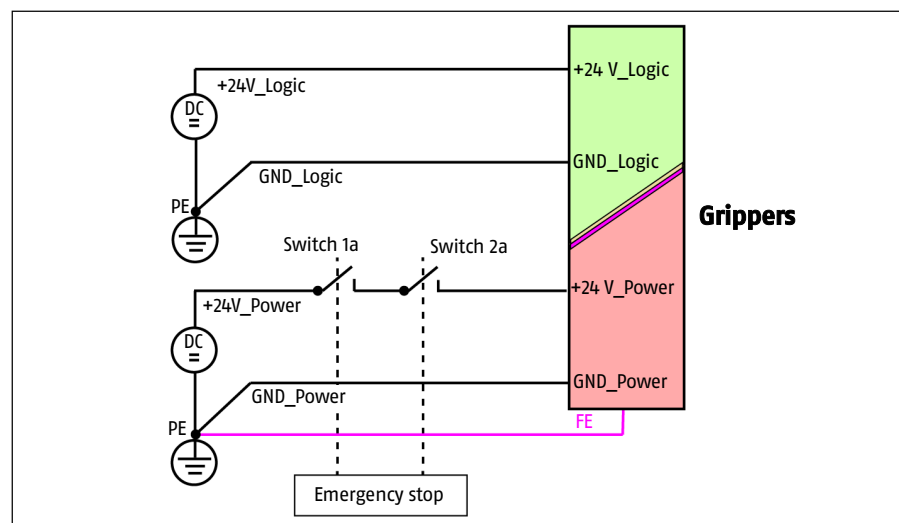 +24V_Logic
+24 V_Logic
DC
=
GND_Logic
GND_Logic
PE
Grippers
Switch 1a
Switch 2a
+24V_Power
+24 V_Power
DC
=
GND_Power
GND_Power
PE
FE
Emergency stop